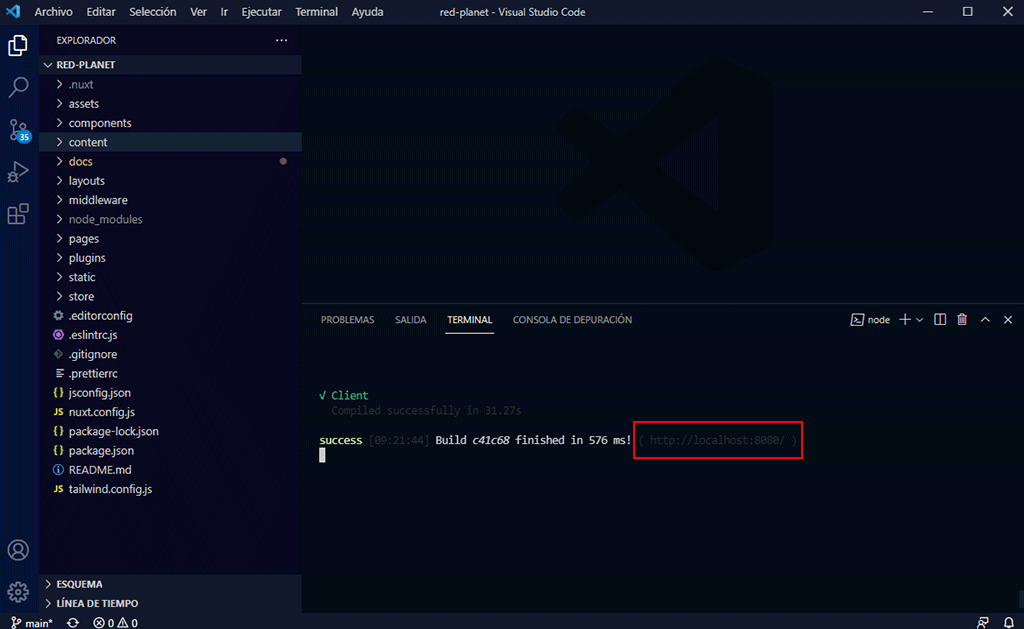 Archivo Editar Selección Ver Ir Ejecutar Terminal Ayuda red-planet - Visual Studio Code
EXPLORADOR
RED-PLANET
.nuxt
assets
components
content
docs
layouts
middleware
node_modules
pages
plugins
static
store
.editorconfig
.eslintrc.js
.gitignore
.prettierrc
jsconfig.json
JS nuxt.config.js
package-lock.json
package.json
README.md
JS tailwind.config.js
35
PROBLEMAS SALIDA TERMINAL CONSOLA DE DEPURACIÓN node
√ Client
Compiled successfully in 31.27s
success [09:21:44] Build c41c68 finished in 576 ms! ( http://localhost:8080/ )
ESQUEMA
LÍNEA DE TIEMPO
main* 0 0